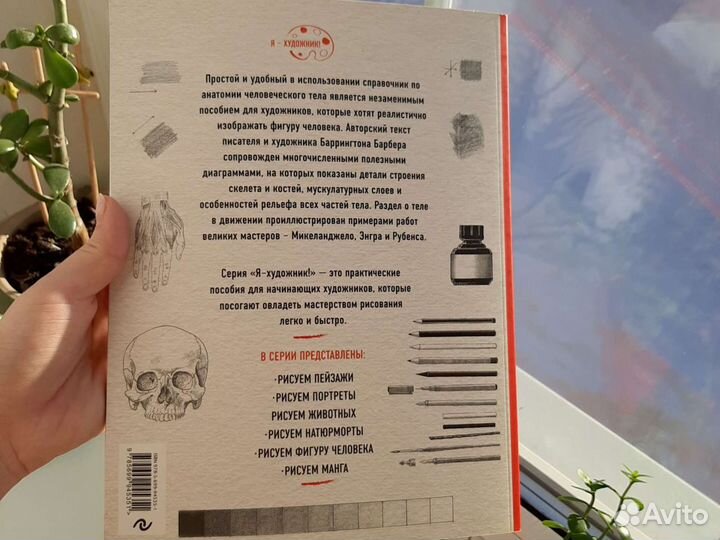 Я – ХУДОЖНИК!
Простой и удобный в использовании справочник по
анатомии человеческого тела является незаменимым
пособием для художников, которые хотят реалистично
изображать фигуру человека. Авторский текст
писателя и художника Баррингтона Барбера
сопровожден многочисленными полезными
диаграммами, на которых показаны детали строения
скелета и костей, мускулатурных слоев и
особенностей рельефа всех частей тела. Раздел о теле
в движении проиллюстрирован примерами работ
великих мастеров – Микеланджело, Энгра и Рубенса.
Серия «Я-художник!» — это практические
пособия для начинающих художников, которые
посогают овладеть мастерством рисования
легко и быстро.
В СЕРИИ ПРЕДСТАВЛЕНЫ:
·РИСУЕМ ПЕЙЗАЖИ
·РИСУЕМ ПОРТРЕТЫ
РИСУЕМ ЖИВОТНЫХ
·РИСУЕМ НАТЮРМОРТЫ
·РИСУЕМ ФИГУРУ ЧЕЛОВЕКА
·РИСУЕМ МАНГА
Avito